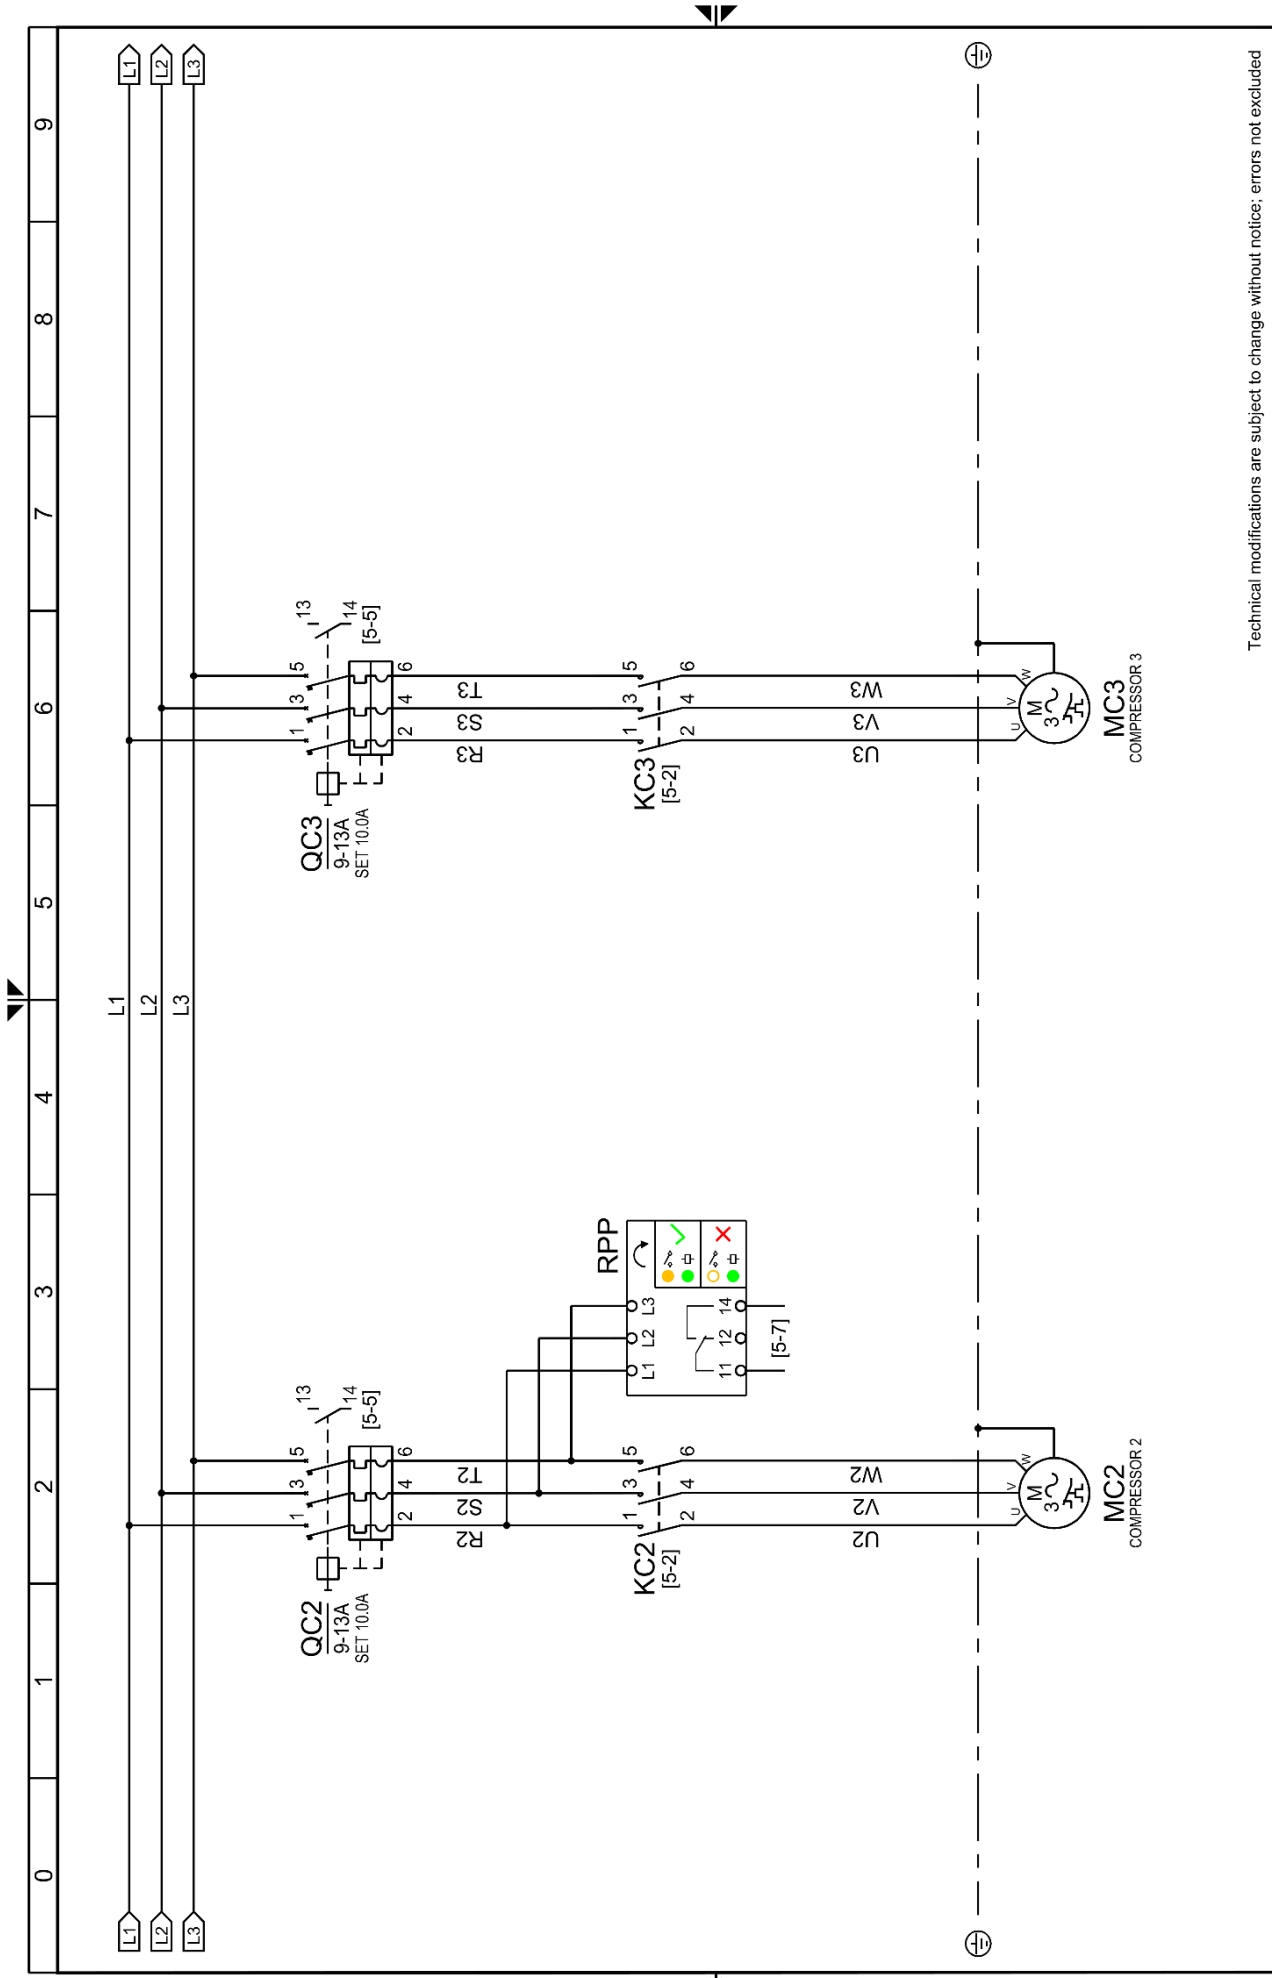 0 1 2 3 4 5 6 7 8 9
L1 L1 L1
L2 L2 L2
L3 L3 L3
QC2
9-13A
SET 10.0A
1 3 5 13
2 4 6 14
[5-5]
R2 S2 T2
KC2
[5-2]
1 3 5
2 4 6
U2 V2 W2
U V W
M
3
MC2
COMPRESSOR 2
RPP
L1 L2 L3
11 12 14
[5-7]
QC3
9-13A
SET 10.0A
1 3 5 13
2 4 6 14
[5-5]
R3 S3 T3
KC3
[5-2]
1 3 5
2 4 6
U3 V3 W3
U V W
M
3
MC3
COMPRESSOR 3
Technical modifications are subject to change without notice; errors not excluded